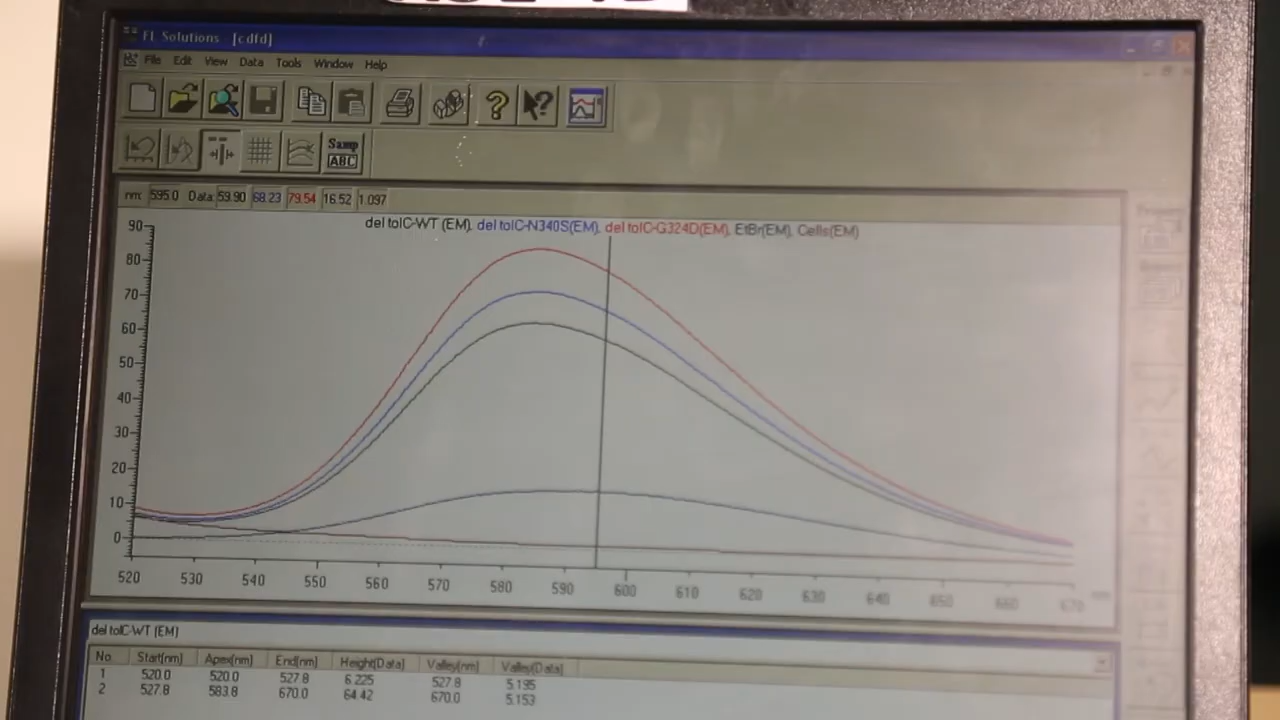 FL Solutions - [cdfd]
File Edit View Data Tools Window Help
Samp
ABC
nm: 595.0 Data: 59.90 68.23 79.54 16.52 1.097
del tolC-WT (EM), del tolC-N340S(EM), del tolC-G324D(EM), EtBr(EM), Cells(EM)
90
80
70
60
50
40
30
20
10
0
520 530 540 550 560 570 580 590 600 610 620 630 640 650 660 670 nm
del tolC-WT (EM)
No. Start(nm) Apex(nm) End(nm) Height(Data) Valley(nm) Valley(Data)
1 520.0 520.0 527.8 6.225 527.8 5.195
2 527.8 583.8 670.0 64.42 670.0 5.153